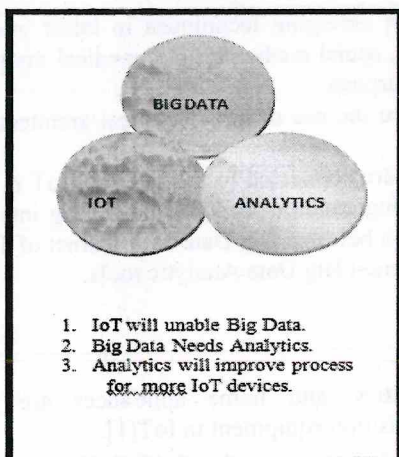 BIG DATA
IOT
ANALYTICS
1. IoT will unable Big Data.
2. Big Data Needs Analytics.
3. Analytics will improve process
for more IoT devices.